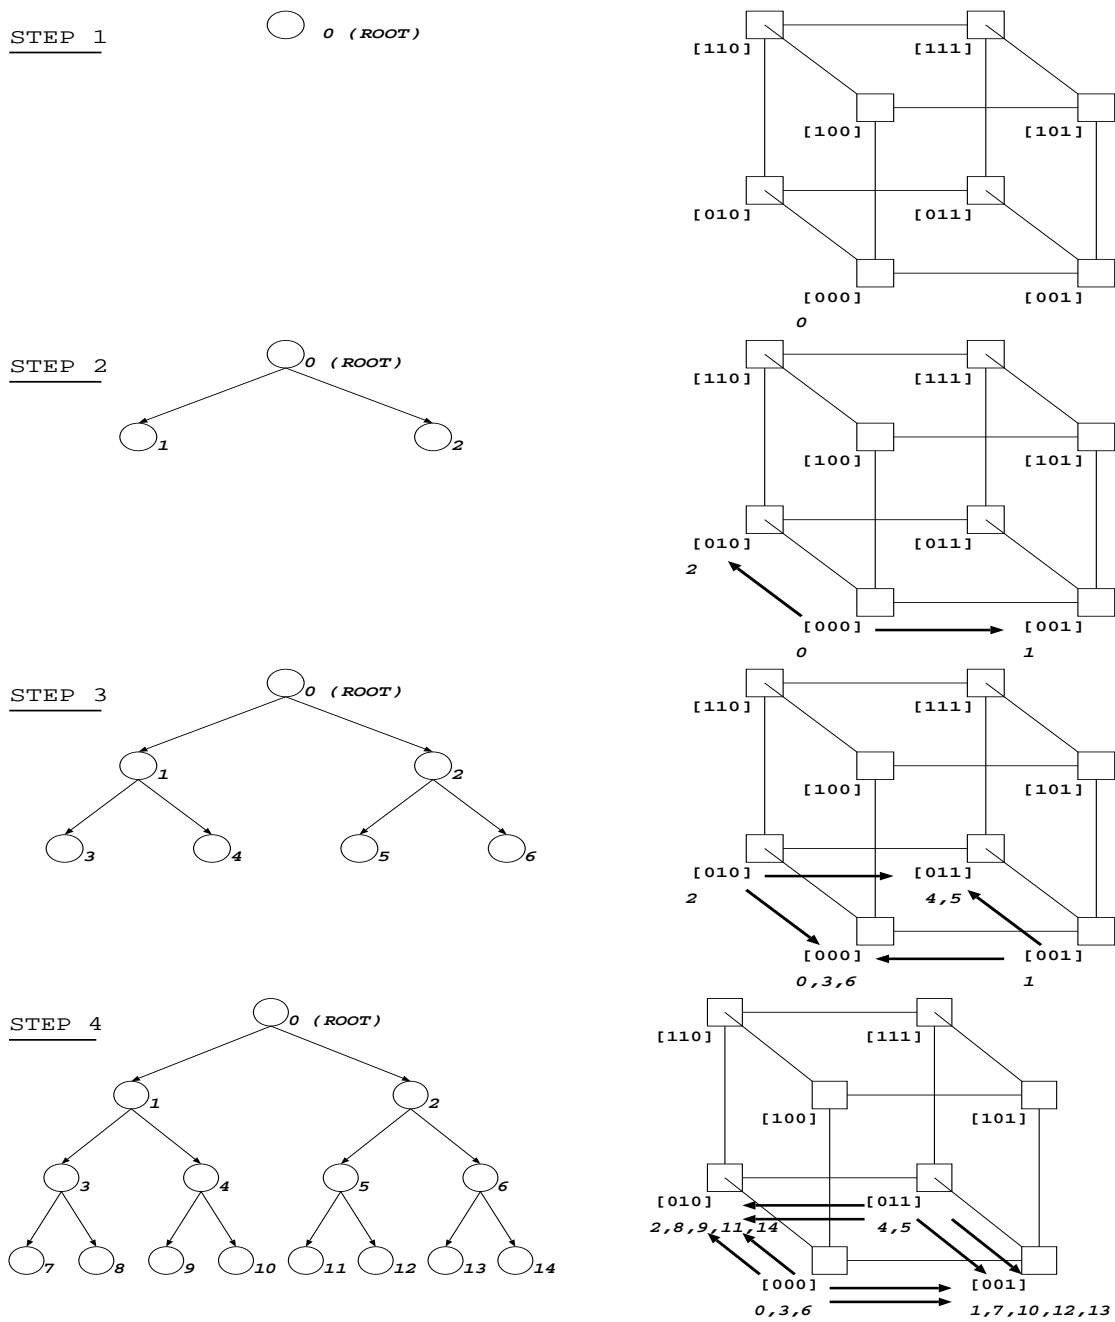 STEP 1
0 (ROOT)
[110] [111]
[100] [101]
[010] [011]
[000] [001]
0
STEP 2
0 (ROOT)
1 2
[110] [111]
[100] [101]
[010] [011]
2
[000] [001]
0 1
STEP 3
0 (ROOT)
1 2
3 4 5 6
[110] [111]
[100] [101]
[010] [011]
2 4,5
[000] [001]
0,3,6 1
STEP 4
0 (ROOT)
1 2
3 4 5 6
7 8 9 10 11 12 13 14
[110] [111]
[100] [101]
[010] [011]
2,8,9,11,14 4,5
[000] [001]
0,3,6 1,7,10,12,13